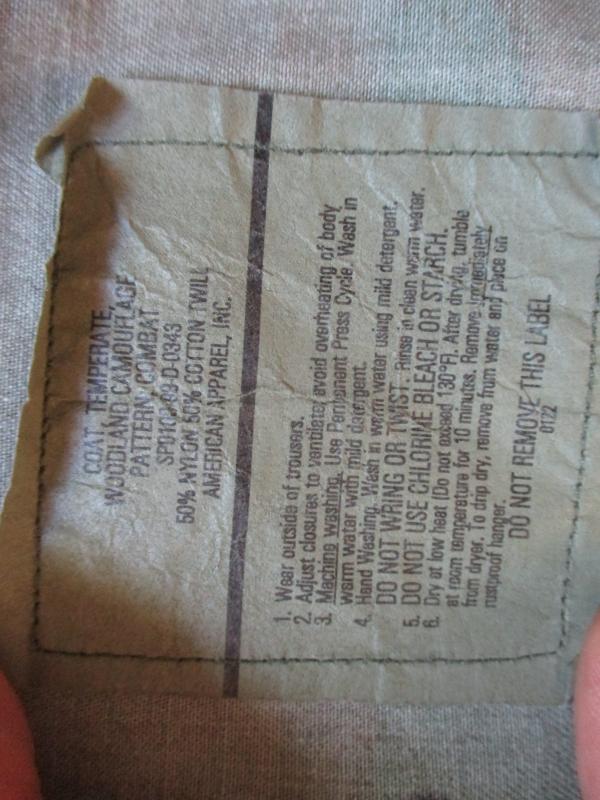 COAT, TEMPERATE,
WOODLAND CAMOUFLAGE
PATTERN: COMBAT
SPO100-93-D-0343
50% NYLON 50% COTTON TWILL
AMERICAN APPAREL, INC.
1. Wear outside of trousers.
2. Adjust closures to ventilate, avoid overheating of body.
3. Machine Washing. Use Permanent Press Cycle. Wash in
warm water with mild detergent.
4. Hand Washing. Wash in warm water using mild detergent.
DO NOT WRING OR TWIST. Rinse in clean warm water.
5. DO NOT USE CHLORINE BLEACH OR STARCH.
6. Dry at low heat (Do not exceed 130°F). After drying, tumble
at room temperature for 10 minutes. Remove immediately
from dryer. To drip dry, remove from water and place on
rustproof hanger.
DO NOT REMOVE THIS LABEL
0122